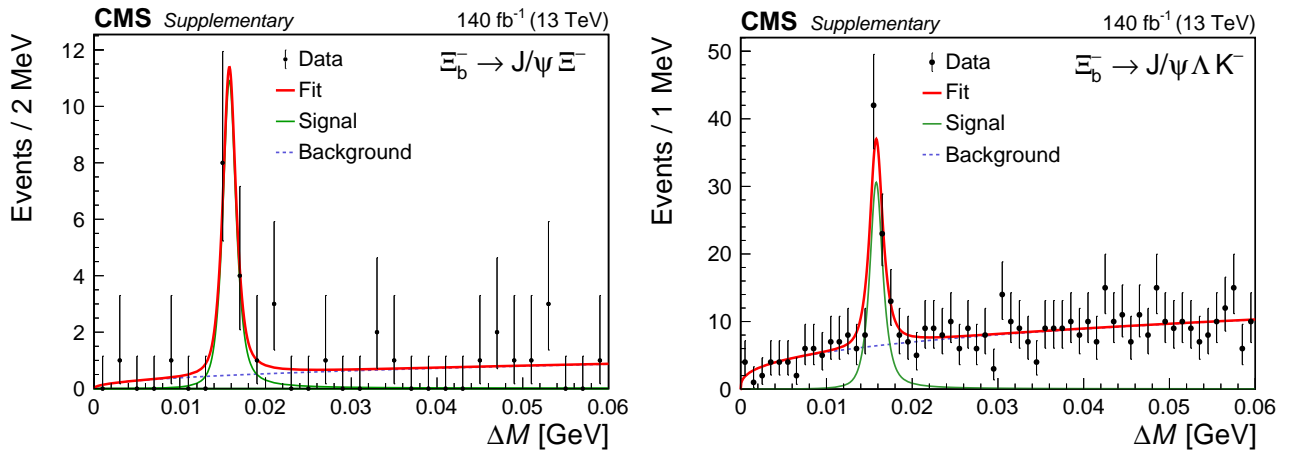 CMS Supplementary 140 fb⁻¹ (13 TeV)
Events / 2 MeV
12
10
8
6
4
2
0
Data
Fit
Signal
Background
Ξ_b⁻ → J/ψ Ξ⁻
0 0.01 0.02 0.03 0.04 0.05 0.06
ΔM [GeV]
CMS Supplementary 140 fb⁻¹ (13 TeV)
Events / 1 MeV
50
40
30
20
10
0
Data
Fit
Signal
Background
Ξ_b⁻ → J/ψ Λ K⁻
0 0.01 0.02 0.03 0.04 0.05 0.06
ΔM [GeV]